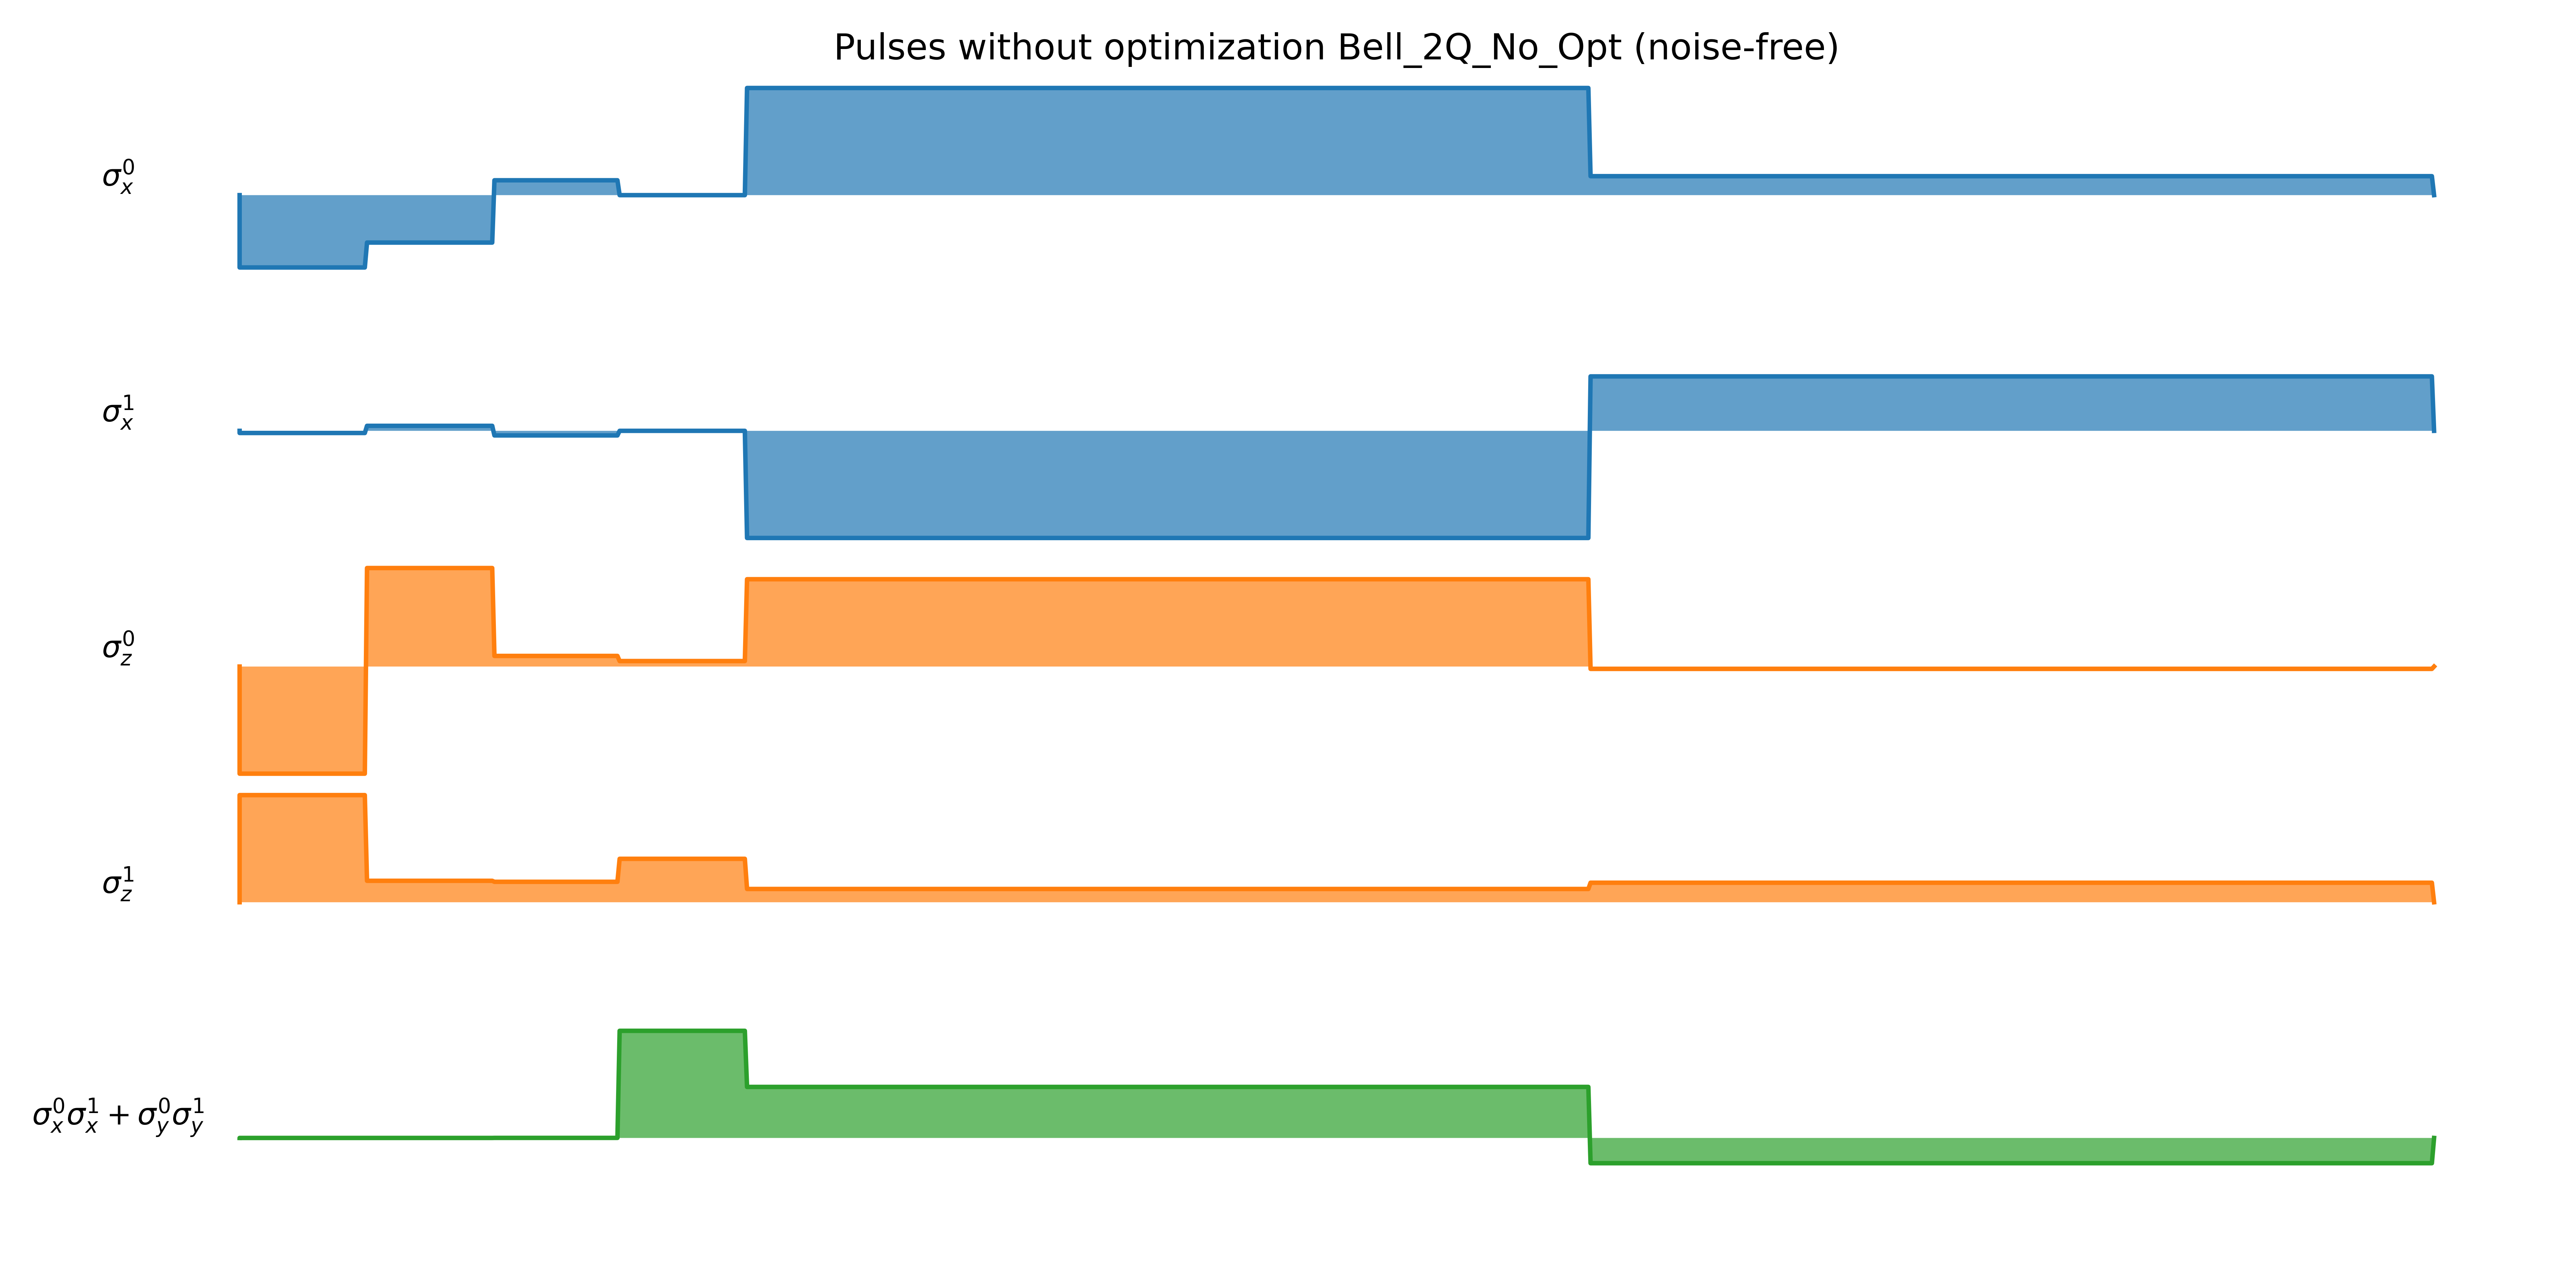 Pulses without optimization Bell_2Q_No_Opt (noise-free)
σ_x^0
σ_x^1
σ_z^0
σ_z^1
σ_x^0σ_x^1 + σ_y^0σ_y^1